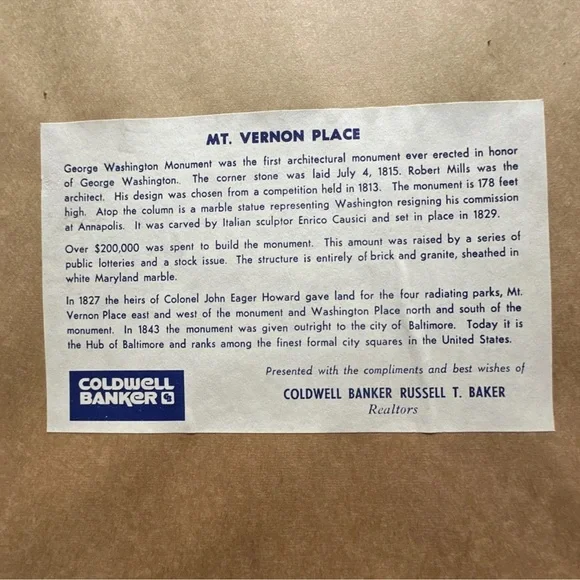 MT. VERNON PLACE
George Washington Monument was the first architectural monument ever erected in honor
of George Washington. The corner stone was laid July 4, 1815. Robert Mills was the
architect. His design was chosen from a competition held in 1813. The monument is 178 feet
high. Atop the column is a marble statue representing Washington resigning his commission
at Annapolis. It was carved by Italian sculptor Enrico Causici and set in place in 1829.
Over $200,000 was spent to build the monument. This amount was raised by a series of
public lotteries and a stock issue. The structure is entirely of brick and granite, sheathed in
white Maryland marble.
In 1827 the heirs of Colonel John Eager Howard gave land for the four radiating parks, Mt.
Vernon Place east and west of the monument and Washington Place north and south of the
monument. In 1843 the monument was given outright to the city of Baltimore. Today it is
the Hub of Baltimore and ranks among the finest formal city squares in the United States.
Presented with the compliments and best wishes of
COLDWELL BANKER RUSSELL T. BAKER
Realtors
COLDWELL
BANKER CB